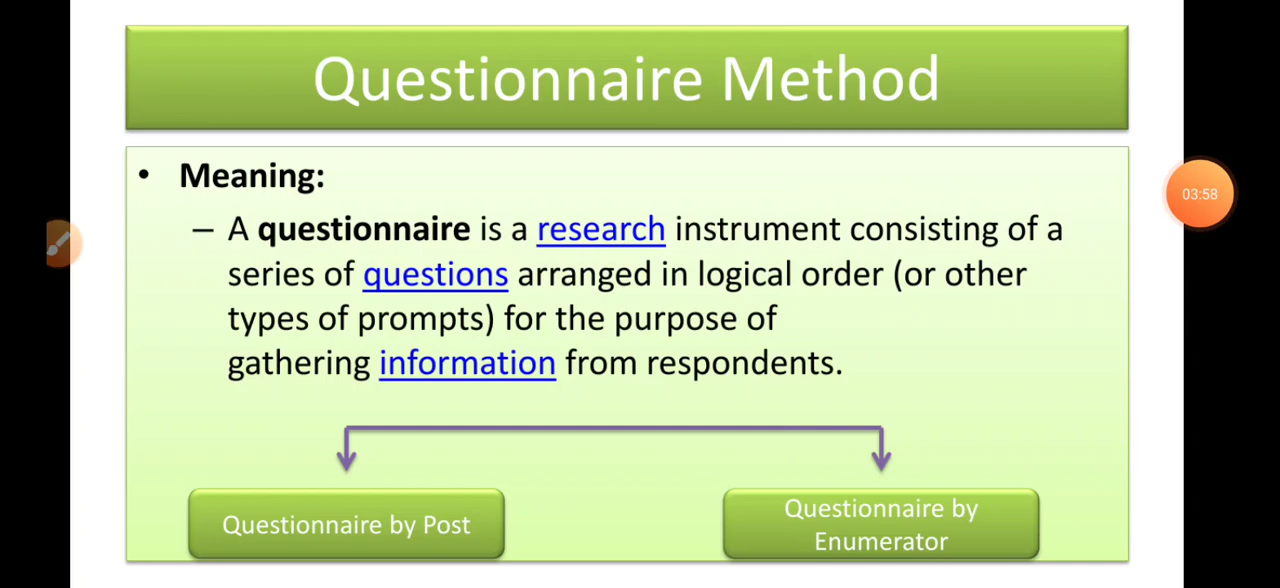 Questionnaire Method
• Meaning:
– A questionnaire is a research instrument consisting of a
series of questions arranged in logical order (or other
types of prompts) for the purpose of
gathering information from respondents.
Questionnaire by Post
Questionnaire by
Enumerator
03:58